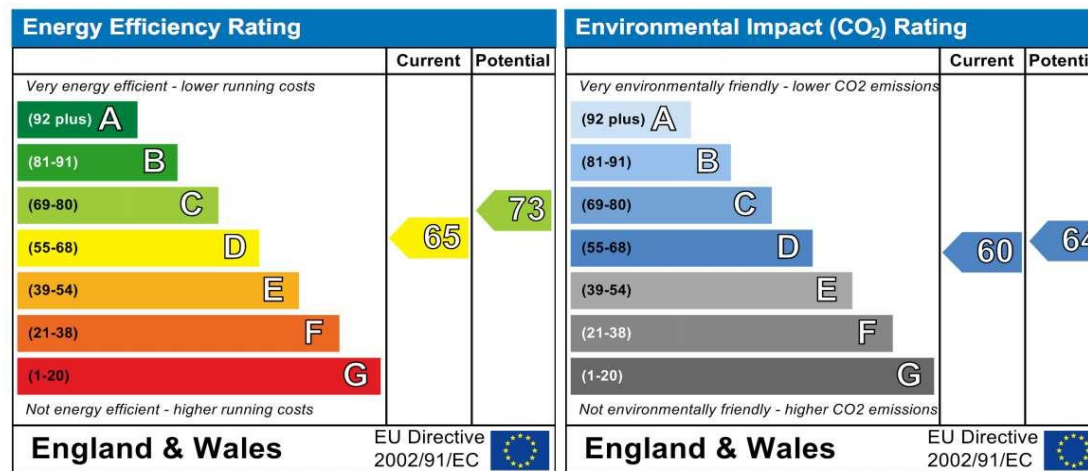 Energy Efficiency Rating
Current Potential
Very energy efficient - lower running costs
(92 plus) A
(81-91) B
(69-80) C
73
(55-68) D
65
(39-54) E
(21-38) F
(1-20) G
Not energy efficient - higher running costs
England & Wales
EU Directive
2002/91/EC
Environmental Impact (CO₂) Rating
Current
Very environmentally friendly - lower CO2 emissions
(92 plus) A
(81-91) B
(69-80) C
(55-68) D
60
64
(39-54) E
(21-38) F
(1-20) G
Not environmentally friendly - higher CO2 emissions
England & Wales
EU Directive
2002/91/EC